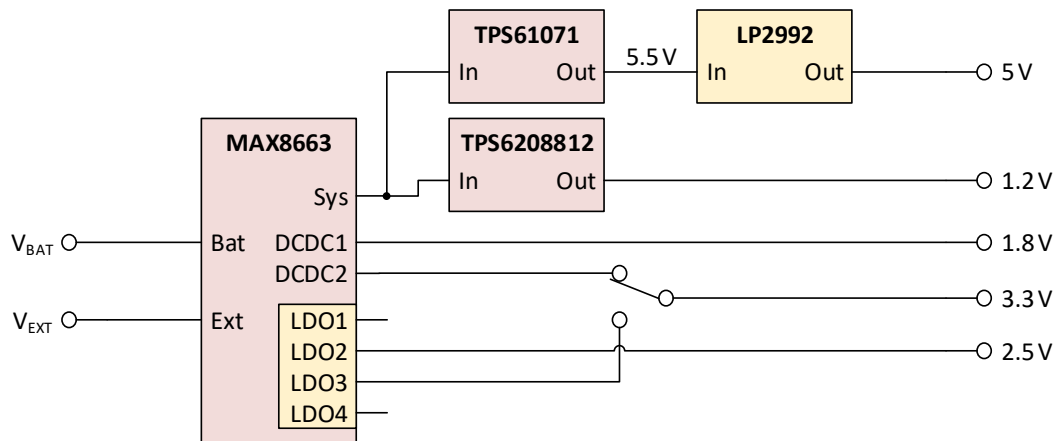 TPS61071
In Out
5.5 V
LP2992
In Out
5 V
MAX8663
Sys
TPS6208812
In Out
1.2 V
V_BAT
Bat
DCDC1
1.8 V
DCDC2
3.3 V
V_EXT
Ext
LDO1
LDO2
2.5 V
LDO3
LDO4